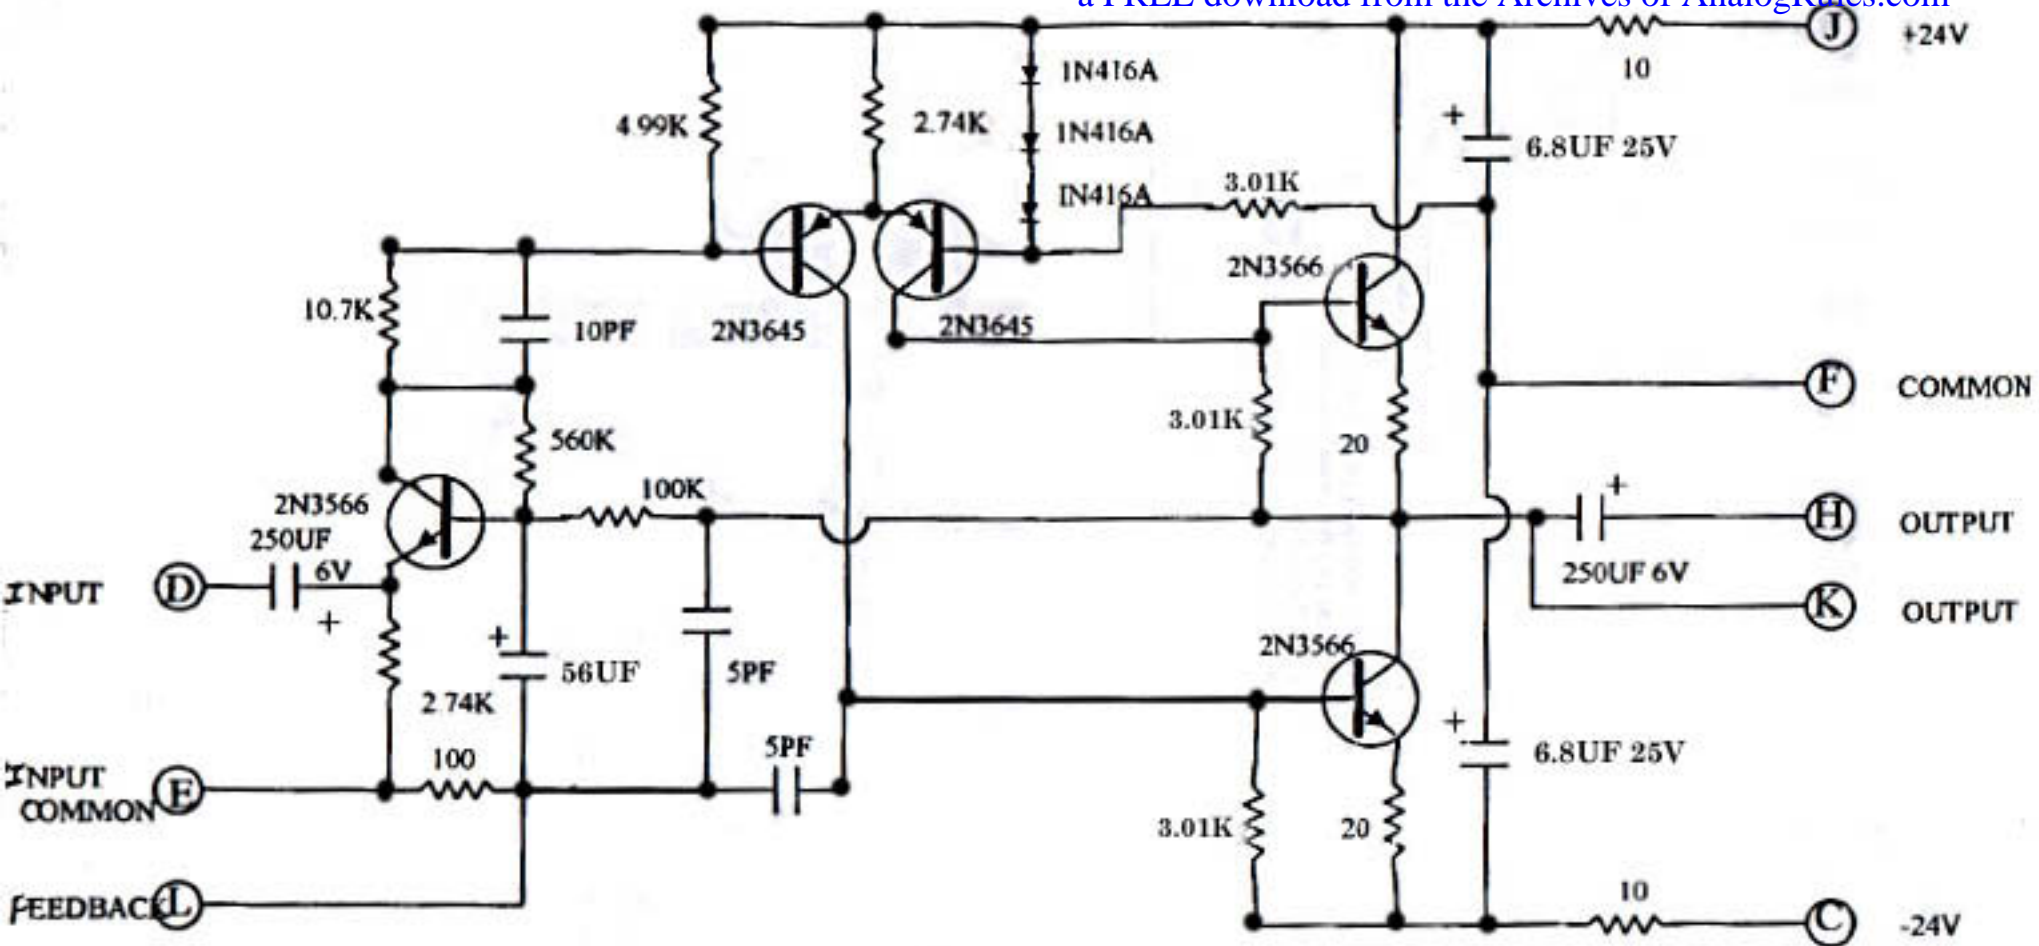 a FREE download from the Archives of AnalogRules.com
J
+24V
10
1N416A
4.99K
2.74K
1N416A
+
6.8UF 25V
1N416A
3.01K
2N3566
10.7K
10PF
2N3645
2N3645
F
COMMON
3.01K
20
560K
100K
2N3566
+
250UF
H
OUTPUT
INPUT
D
6V
+
250UF 6V
K
OUTPUT
+
56UF
5PF
2N3566
2.74K
+
6.8UF 25V
100
5PF
INPUT
COMMON
E
3.01K
20
FEEDBACK
L
10
C
-24V